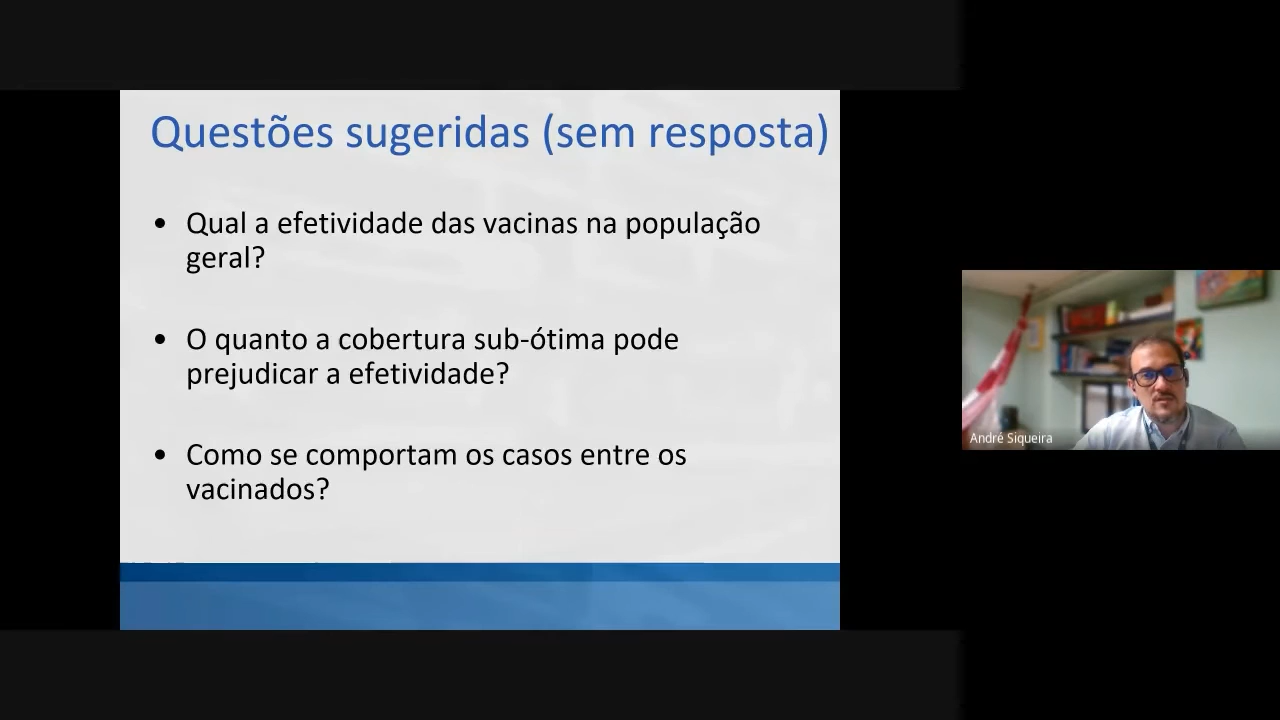 Questões sugeridas (sem resposta)
• Qual a efetividade das vacinas na população
geral?
• O quanto a cobertura sub-ótima pode
prejudicar a efetividade?
• Como se comportam os casos entre os
vacinados?
André Siqueira